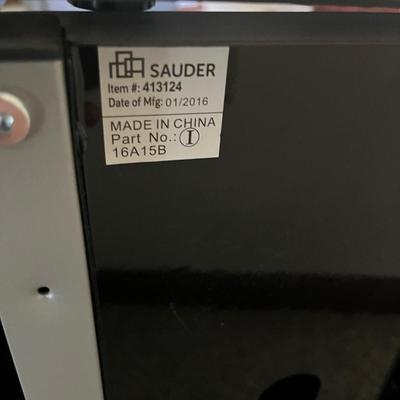 SAUDER
Item #: 413124
Date of Mfg: 01/2016
MADE IN CHINA
Part No.: Ⓘ
16A15B